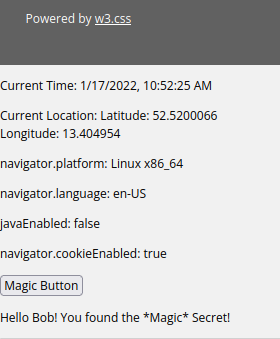 Powered by w3.css
Current Time: 1/17/2022, 10:52:25 AM
Current Location: Latitude: 52.5200066
Longitude: 13.404954
navigator.platform: Linux x86_64
navigator.language: en-US
javaEnabled: false
navigator.cookieEnabled: true
Magic Button
Hello Bob! You found the *Magic* Secret!